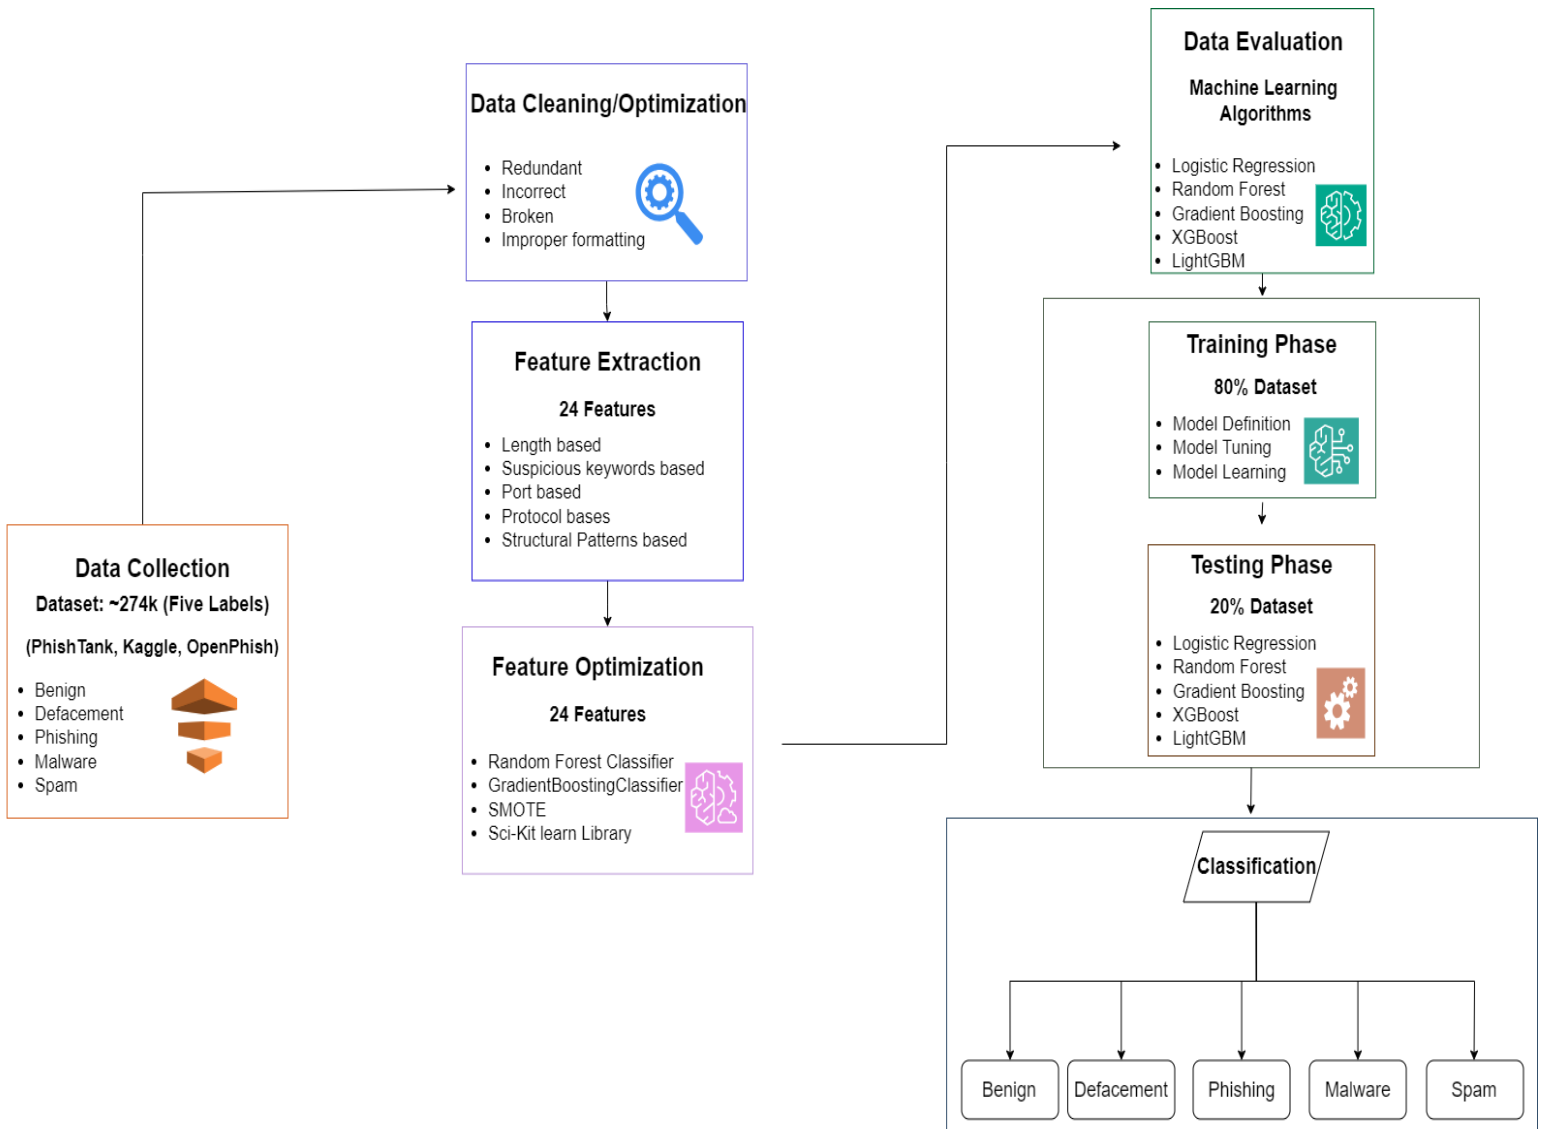 Data Collection
Dataset: ~274k (Five Labels)
(PhishTank, Kaggle, OpenPhish)
• Benign
• Defacement
• Phishing
• Malware
• Spam
Data Cleaning/Optimization
• Redundant
• Incorrect
• Broken
• Improper formatting
Feature Extraction
24 Features
• Length based
• Suspicious keywords based
• Port based
• Protocol bases
• Structural Patterns based
Feature Optimization
24 Features
• Random Forest Classifier
• GradientBoostingClassifier
• SMOTE
• Sci-Kit learn Library
Data Evaluation
Machine Learning
Algorithms
• Logistic Regression
• Random Forest
• Gradient Boosting
• XGBoost
• LightGBM
Training Phase
80% Dataset
• Model Definition
• Model Tuning
• Model Learning
Testing Phase
20% Dataset
• Logistic Regression
• Random Forest
• Gradient Boosting
• XGBoost
• LightGBM
Classification
Benign
Defacement
Phishing
Malware
Spam